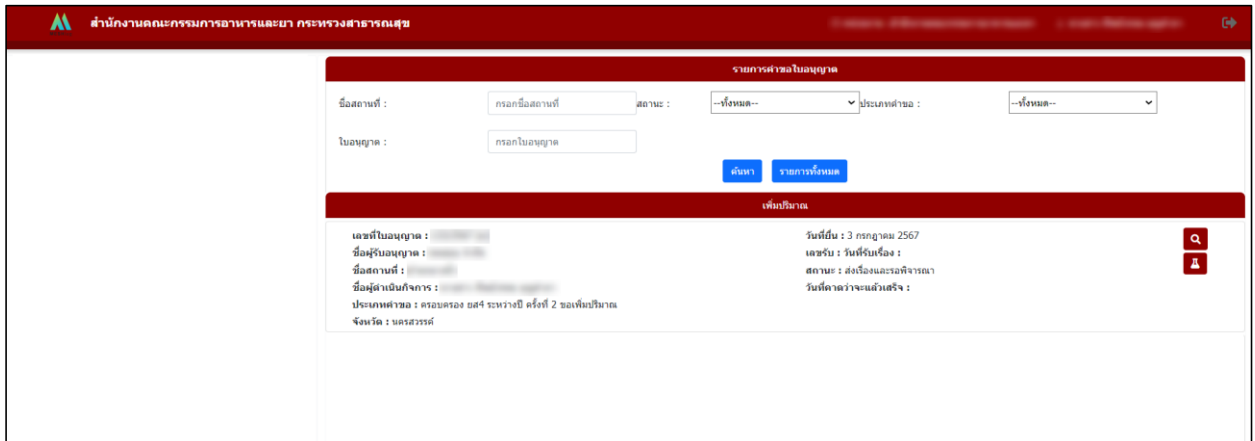 สำนักงานคณะกรรมการอาหารและยา กระทรวงสาธารณสุข
รายการคำขอใบอนุญาต
ชื่อสถานที่ : กรอกชื่อสถานที่ สถานะ : --ทั้งหมด-- ประเภทคำขอ : --ทั้งหมด--
ใบอนุญาต : กรอกใบอนุญาต
ค้นหา รายการทั้งหมด
เพิ่มปริมาณ
เลขที่ใบอนุญาต : วันที่ยื่น : 3 กรกฎาคม 2567
ชื่อผู้รับอนุญาต : เลขรับ : วันที่รับเรื่อง :
ชื่อสถานที่ : สถานะ : ส่งเรื่องและรอพิจารณา
ชื่อผู้ดำเนินกิจการ : วันที่คาดว่าจะแล้วเสร็จ :
ประเภทคำขอ : ครอบครอง ยส4 ระหว่างปี ครั้งที่ 2 ขอเพิ่มปริมาณ
จังหวัด : นครสวรรค์